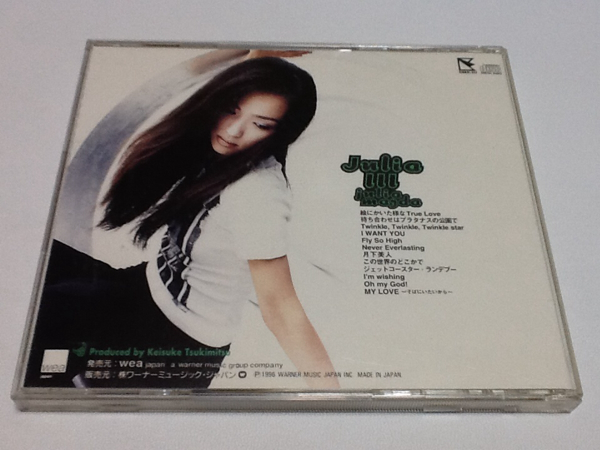 Julia
III
絵にかいた様なTrue Love
待ち合わせはプラタナスの公園で
Twinkle, Twinkle, Twinkle star
I WANT YOU
Fly So High
Never Everlasting
月下美人
この世界のどこかで
ジェットコースター・ランデブー
I'm wishing
Oh my God!
MY LOVE
Produced by Keisuke Tsukimitsu
wea
発売元:wea japan a warner music group company
販売元:㈱ワーナーミュージック・ジャパン
℗1996 WARNER MUSIC JAPAN INC. MADE IN JAPAN